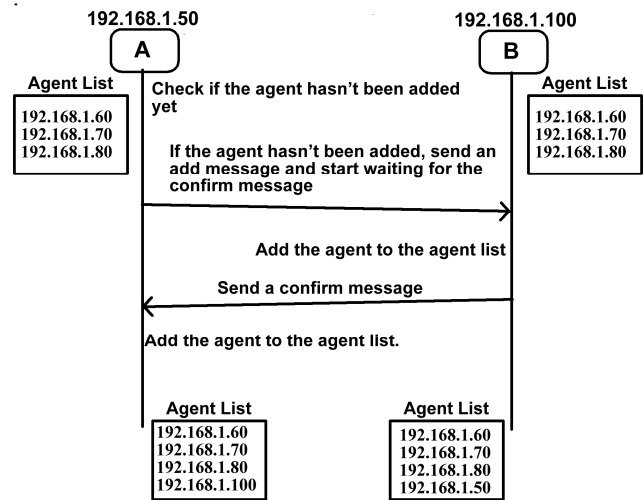 192.168.1.50
192.168.1.100
A
B
Agent List
192.168.1.60
192.168.1.70
192.168.1.80
Check if the agent hasn't been added
yet
Agent List
192.168.1.60
192.168.1.70
192.168.1.80
If the agent hasn't been added, send an
add message and start waiting for the
confirm message
Add the agent to the agent list
Send a confirm message
Add the agent to the agent list.
Agent List
192.168.1.60
192.168.1.70
192.168.1.80
192.168.1.100
Agent List
192.168.1.60
192.168.1.70
192.168.1.80
192.168.1.50